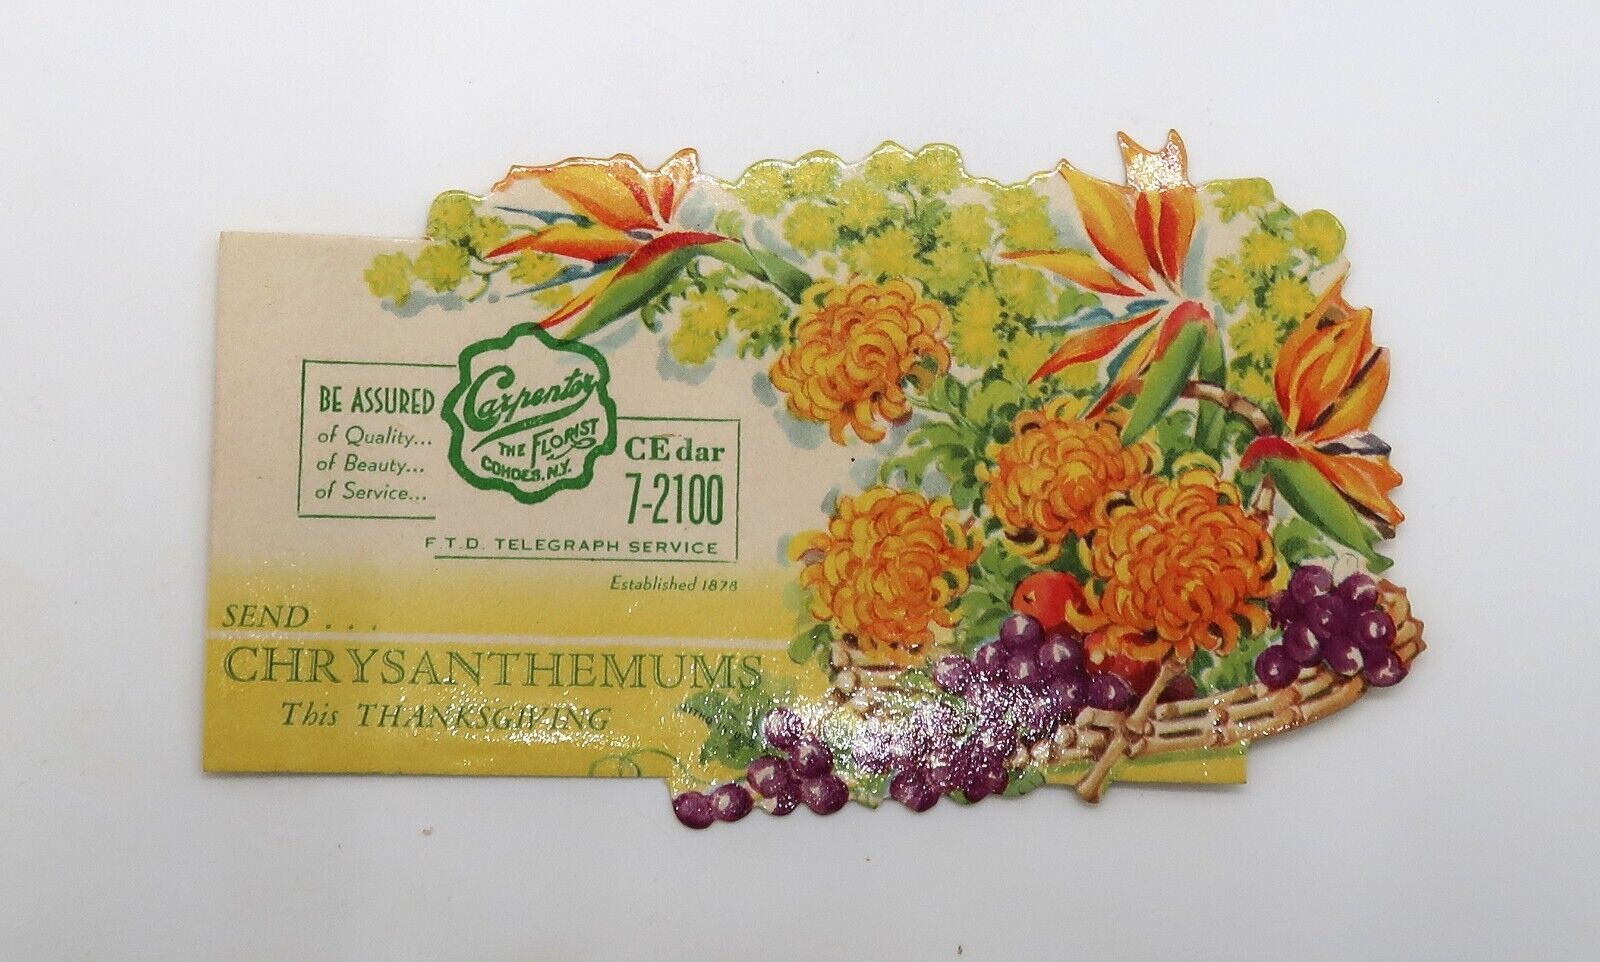 BE ASSURED
of Quality...
of Beauty...
of Service...
Carpenter
THE FLORIST
COHOES, N.Y.
CEdar
7-2100
F.T.D. TELEGRAPH SERVICE
Established 1878
SEND . . .
CHRYSANTHEMUMS
This THANKSGIVING